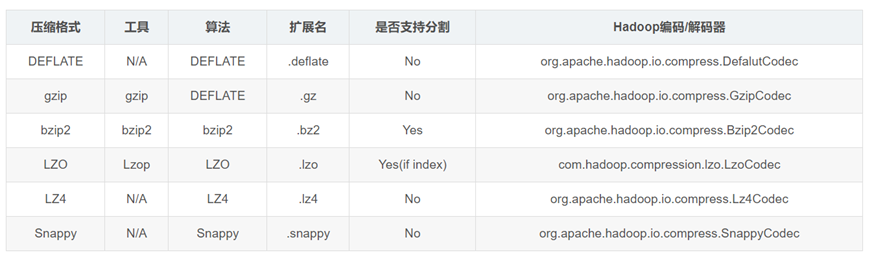 压缩格式 工具 算法 扩展名 是否支持分割 Hadoop编码/解码器
DEFLATE N/A DEFLATE .deflate No org.apache.hadoop.io.compress.DefalutCodec
gzip gzip DEFLATE .gz No org.apache.hadoop.io.compress.GzipCodec
bzip2 bzip2 bzip2 .bz2 Yes org.apache.hadoop.io.compress.Bzip2Codec
LZO Lzop LZO .lzo Yes(if index) com.hadoop.compression.lzo.LzoCodec
LZ4 N/A LZ4 .lz4 No org.apache.hadoop.io.compress.Lz4Codec
Snappy N/A Snappy .snappy No org.apache.hadoop.io.compress.SnappyCodec